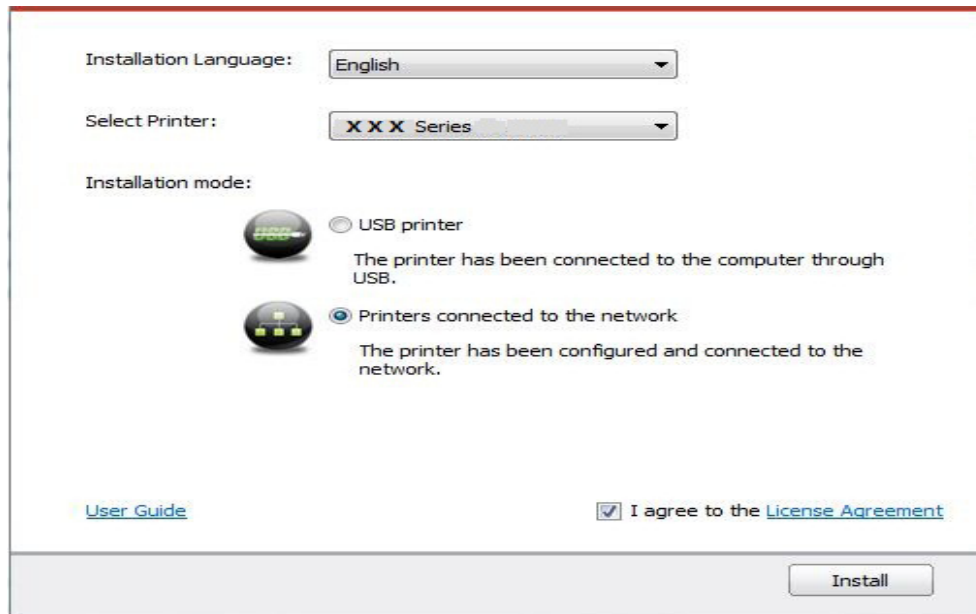 Installation Language:
English
Select Printer:
X X X Series
Installation mode:
USB
USB printer
The printer has been connected to the computer through
USB.
Printers connected to the network
The printer has been configured and connected to the
network.
User Guide
I agree to the License Agreement
Install